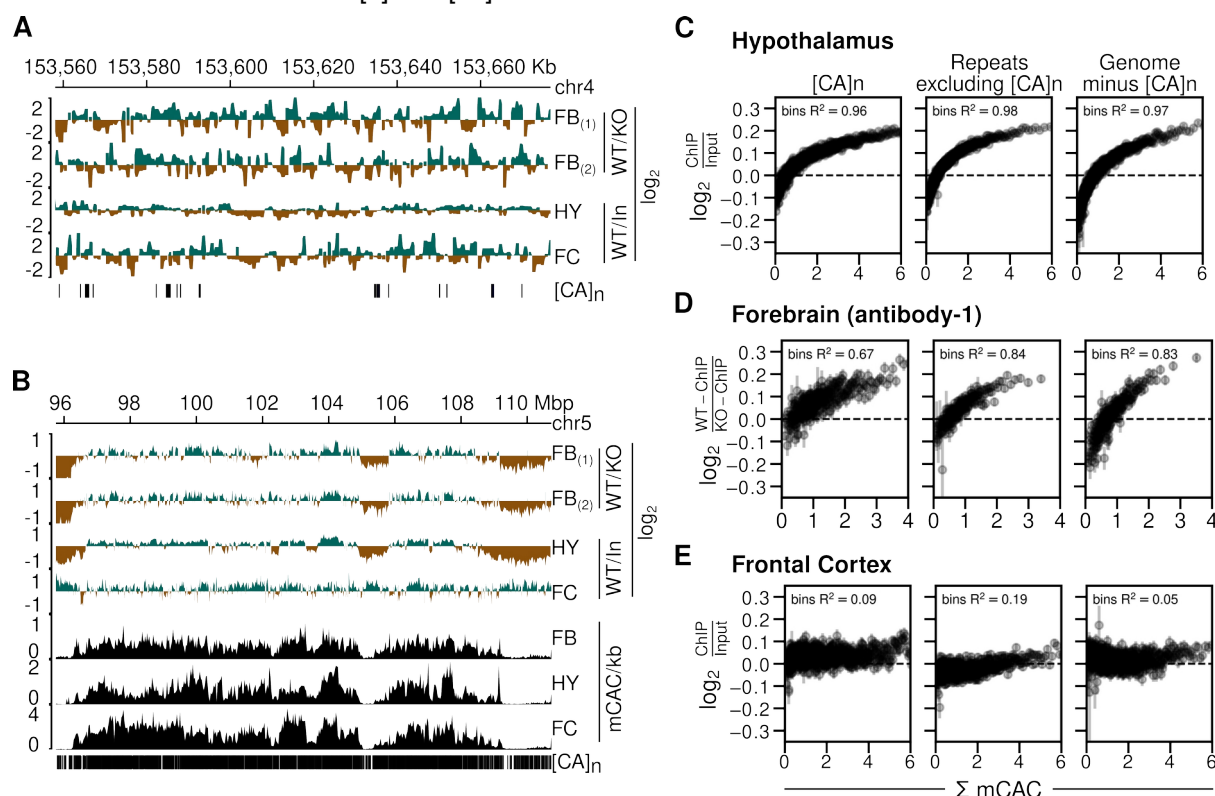 A
153,560 153,580 153,600 153,620 153,640 153,660 Kb
chr4
2
-2
FB(1)
2
-2
FB(2)
WT/KO
2
-2
HY
2
-2
FC
WT/In
log2
[CA]n
B
96 98 100 102 104 106 108 110 Mbp
chr5
1
-1
FB(1)
1
-1
FB(2)
WT/KO
1
-1
HY
1
-1
FC
WT/In
log2
1
0
FB
2
0
HY
4
0
FC
mCAC/kb
[CA]n
C
Hypothalamus
[CA]n
Repeats
excluding [CA]n
Genome
minus [CA]n
log2 ChIP
Input
0.3
0.2
0.1
0.0
−0.1
−0.2
−0.3
bins R2 = 0.96
bins R2 = 0.98
bins R2 = 0.97
0 2 4 6
0 2 4 6
0 2 4 6
D
Forebrain (antibody-1)
log2 WT − ChIP
KO − ChIP
0.3
0.2
0.1
0.0
−0.1
−0.2
−0.3
bins R2 = 0.67
bins R2 = 0.84
bins R2 = 0.83
0 1 2 3 4
0 1 2 3 4
0 1 2 3 4
E
Frontal Cortex
log2 ChIP
Input
0.3
0.2
0.1
0.0
−0.1
−0.2
−0.3
bins R2 = 0.09
bins R2 = 0.19
bins R2 = 0.05
0 2 4 6
0 2 4 6
0 2 4 6
Σ mCAC